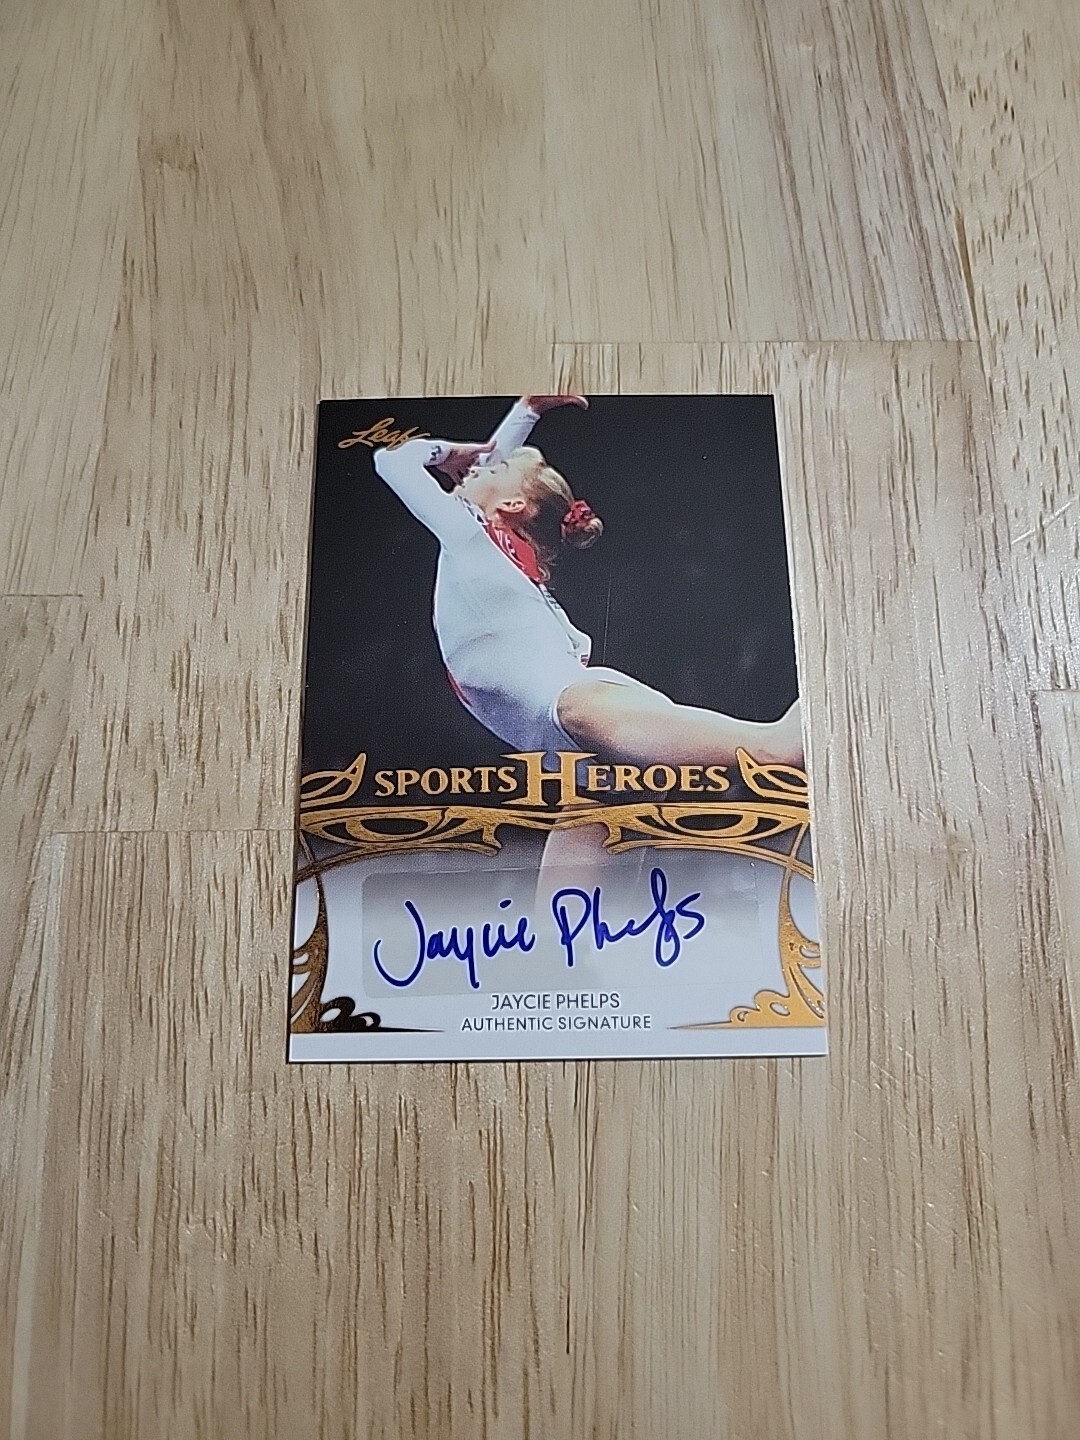 Leaf
SPORTS HEROES
Jaycie Phelps
JAYCIE PHELPS
AUTHENTIC SIGNATURE